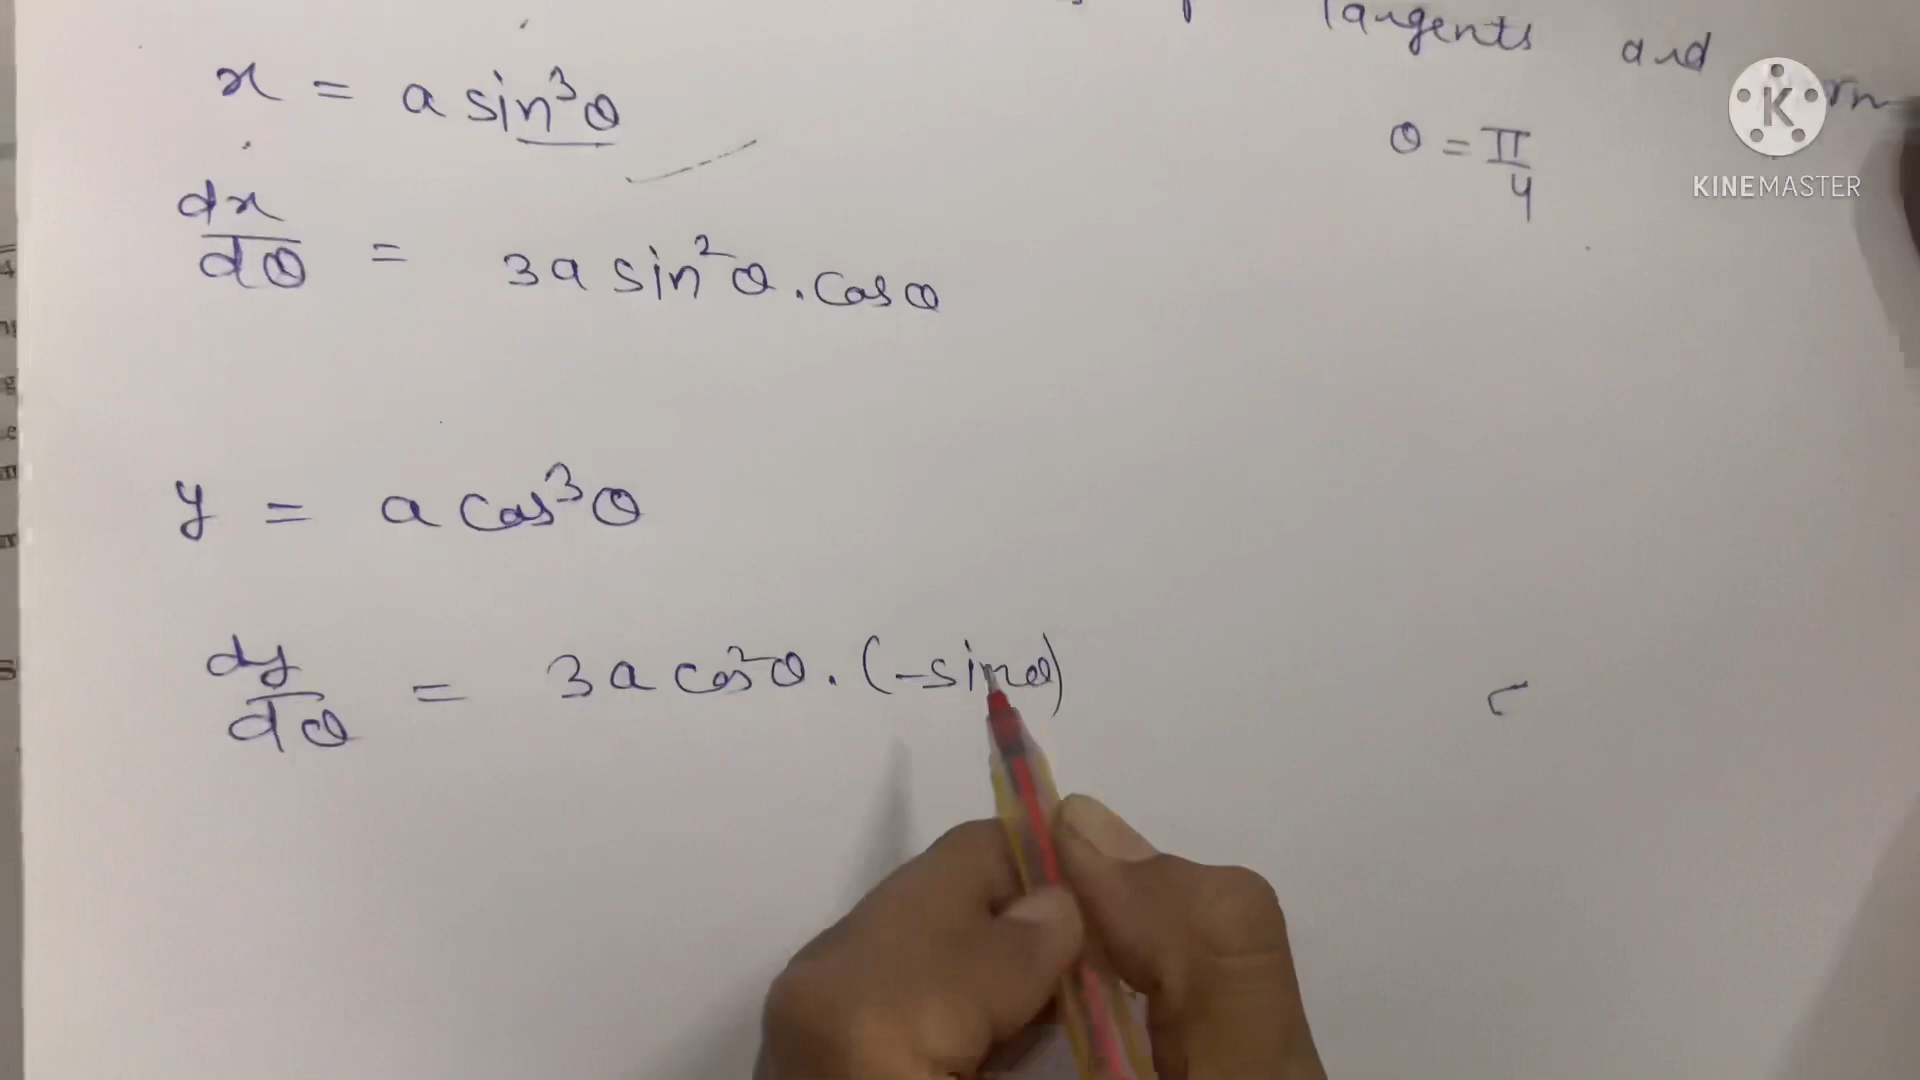 Tangents and
x = a sin³θ
θ = π/4
KINEMASTER
dx/dθ = 3a sin²θ . cosθ
y = a cos³θ
dy/dθ = 3a cos²θ . (-sinθ)